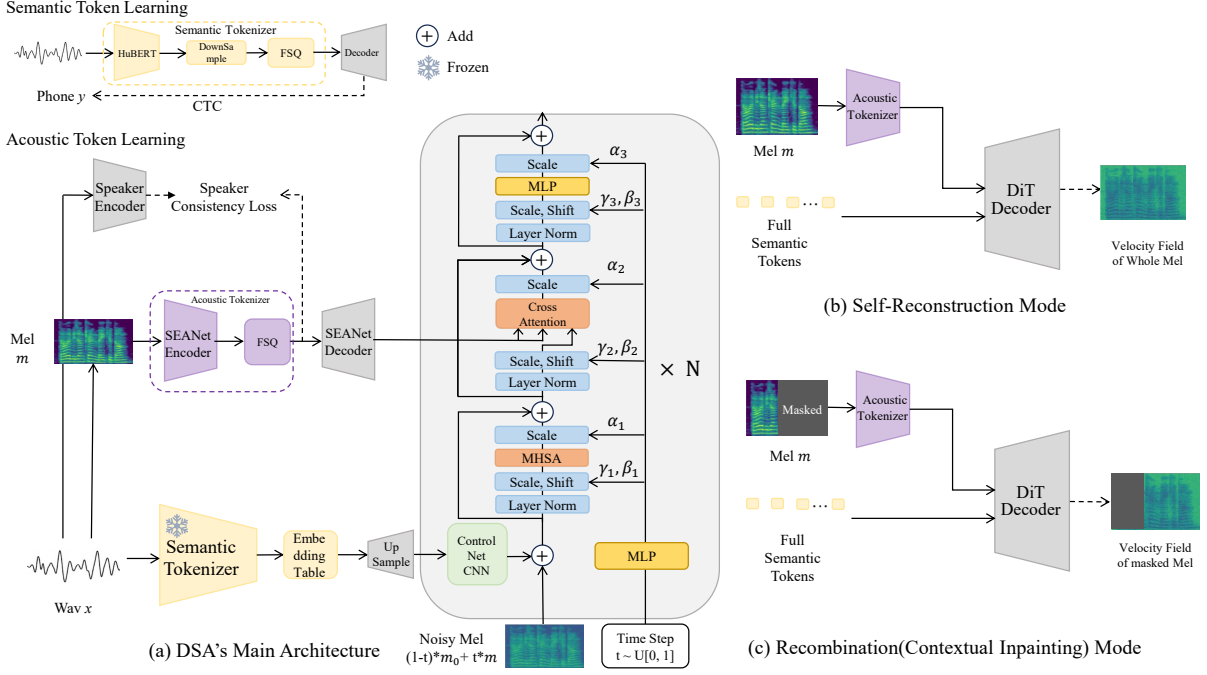 Semantic Token Learning
Semantic Tokenizer
HuBERT
DownSa
mple
FSQ
Decoder
Phone y
CTC
Add
Frozen
Acoustic Token Learning
Speaker
Encoder
Speaker
Consistency Loss
Mel
m
Acoustic Tokenizer
SEANet
Encoder
FSQ
SEANet
Decoder
Wav x
Semantic
Tokenizer
Embe
dding
Table
Up
Sample
Control
Net
CNN
Scale
α₃
MLP
Scale, Shift
γ₃, β₃
Layer Norm
Scale
α₂
Cross
Attention
Scale, Shift
γ₂, β₂
Layer Norm
× N
Scale
α₁
MHSA
Scale, Shift
γ₁, β₁
Layer Norm
MLP
Noisy Mel
(1-t)*m₀+ t*m
Time Step
t ~ U[0, 1]
(a) DSA's Main Architecture
Mel m
Acoustic
Tokenizer
...
Full
Semantic
Tokens
DiT
Decoder
Velocity Field
of Whole Mel
(b) Self-Reconstruction Mode
Masked
Mel m
Acoustic
Tokenizer
...
Full
Semantic
Tokens
DiT
Decoder
Velocity Field
of masked Mel
(c) Recombination(Contextual Inpainting) Mode